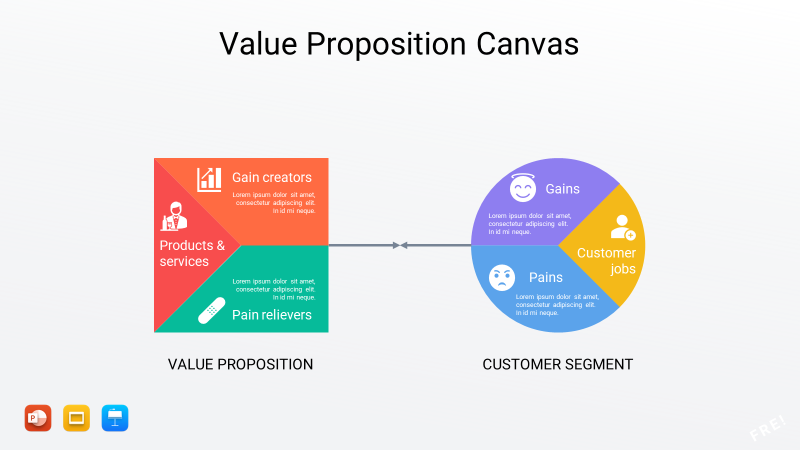 Value Proposition Canvas
Gain creators
Lorem ipsum dolor sit amet,
consectetur adipiscing elit.
In id mi neque.
Products &
services
Lorem ipsum dolor sit amet,
consectetur adipiscing elit.
In id mi neque.
Pain relievers
VALUE PROPOSITION
Gains
Lorem ipsum dolor sit amet,
consectetur adipiscing elit.
In id mi neque.
Customer
jobs
Pains
Lorem ipsum dolor sit amet,
consectetur adipiscing elit.
In id mi neque.
CUSTOMER SEGMENT
P